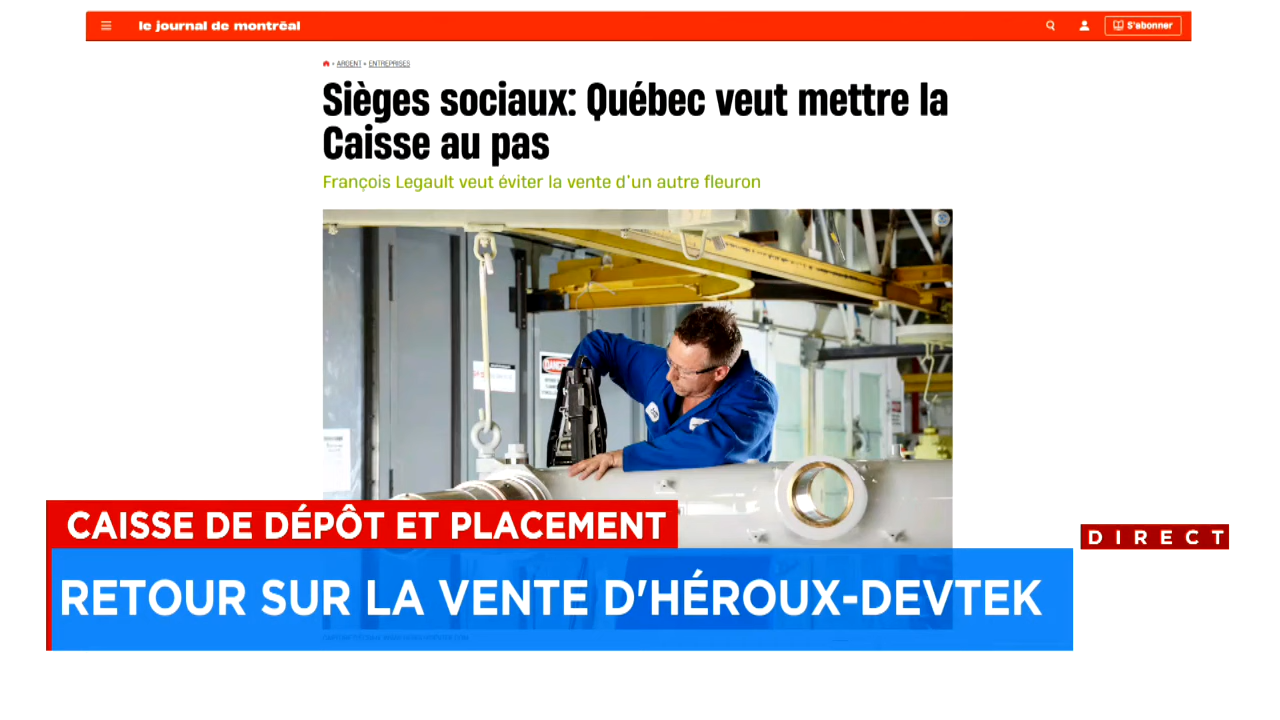 le journal de montréal
S'abonner
ARGENT
ENTREPRISES
Sièges sociaux: Québec veut mettre la
Caisse au pas
François Legault veut éviter la vente d'un autre fleuron
DANGER
CAISSE DE DÉPÔT ET PLACEMENT
RETOUR SUR LA VENTE D'HÉROUX-DEVTEK
DIRECT